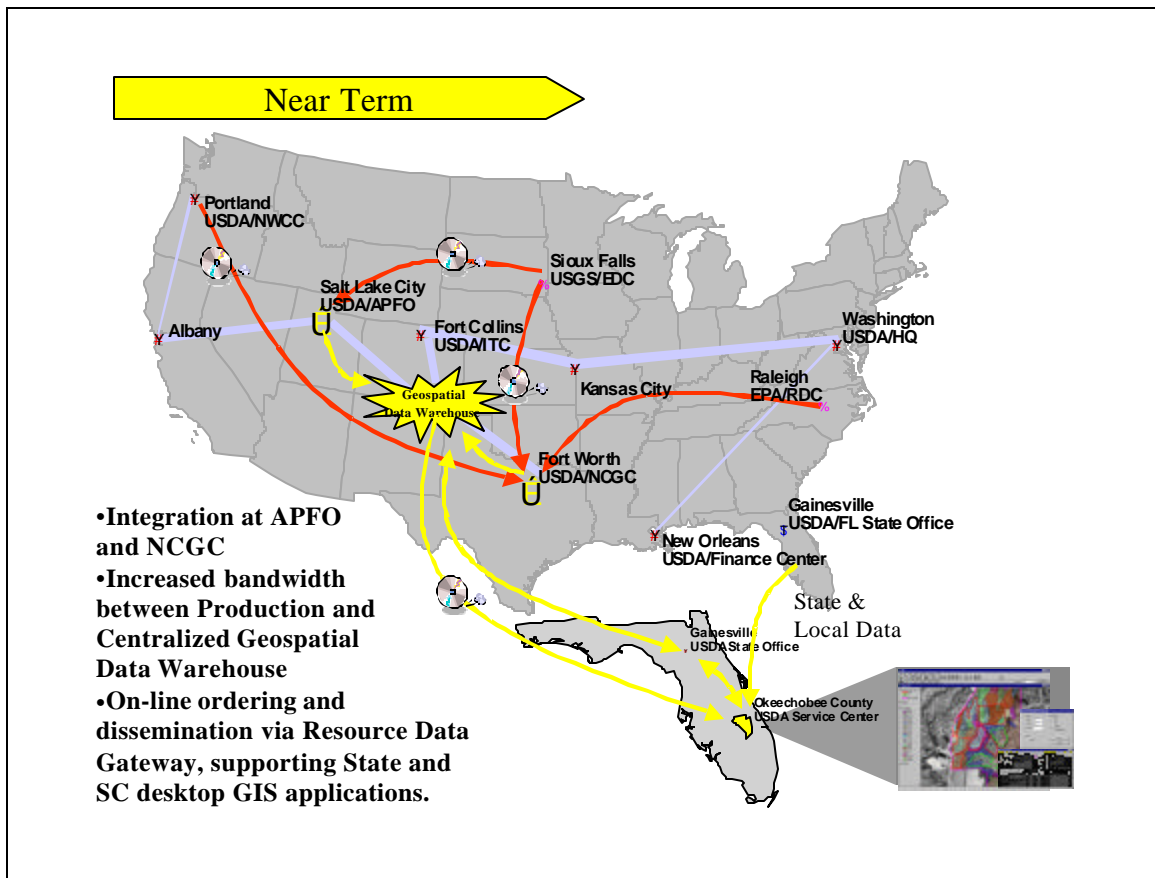 Near Term
Portland
USDA/NWCC
Sioux Falls
USGS/EDC
Salt Lake City
USDA/APFO
Albany
Fort Collins
USDA/ITC
Washington
USDA/HQ
Kansas City
Raleigh
EPA/RDC
Geospatial
Data Warehouse
Fort Worth
USDA/NCGC
Gainesville
USDA/FL State Office
New Orleans
USDA/Finance Center
•Integration at APFO
and NCGC
•Increased bandwidth
between Production and
Centralized Geospatial
Data Warehouse
•On-line ordering and
dissemination via Resource Data
Gateway, supporting State and
SC desktop GIS applications.
State &
Local Data
Gainesville
USDA State Office
Okeechobee County
USDA Service Center